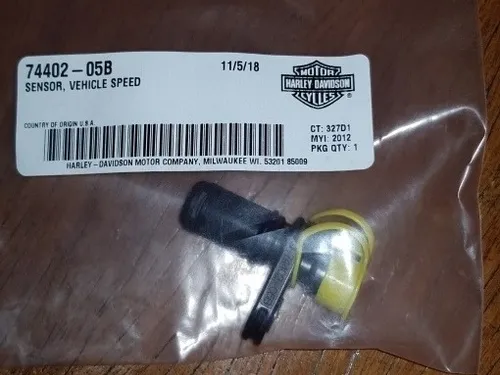 74402-05B 11/5/18
SENSOR, VEHICLE SPEED
MOTOR
HARLEY-DAVIDSON
CYCLES
®
COUNTRY OF ORIGIN U.S.A.
CT: 327D1
MYI: 2012
PKG QTY: 1
HARLEY-DAVIDSON MOTOR COMPANY, MILWAUKEE WI. 53201 85009